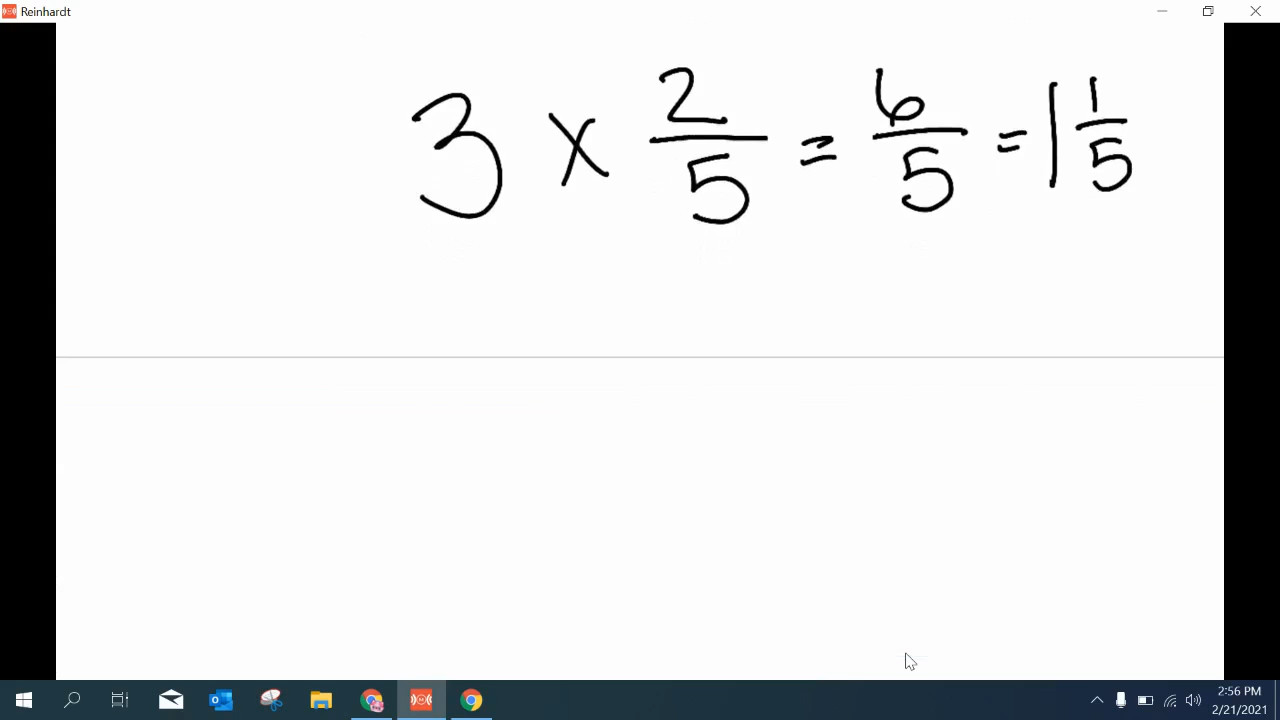 Reinhardt
3 x 2/5 = 6/5 = 1 1/5
2:56 PM
2/21/2021